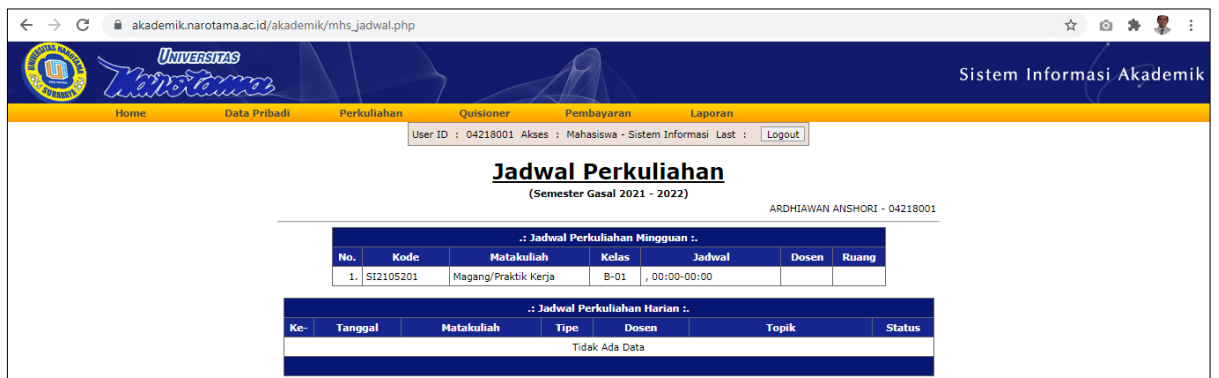 akademik.narotama.ac.id/akademik/mhs_jadwal.php
UNIVERSITAS NAROTAMA
SURABAYA
Universitas
Narotama
Sistem Informasi Akademik
Home Data Pribadi Perkuliahan Quisioner Pembayaran Laporan
User ID : 04218001 Akses : Mahasiswa - Sistem Informasi Last : Logout
Jadwal Perkuliahan
(Semester Gasal 2021 - 2022)
ARDHIAWAN ANSHORI - 04218001
.: Jadwal Perkuliahan Mingguan :.
No. Kode Matakuliah Kelas Jadwal Dosen Ruang
1. SI2105201 Magang/Praktik Kerja B-01 , 00:00-00:00
.: Jadwal Perkuliahan Harian :.
Ke- Tanggal Matakuliah Tipe Dosen Topik Status
Tidak Ada Data